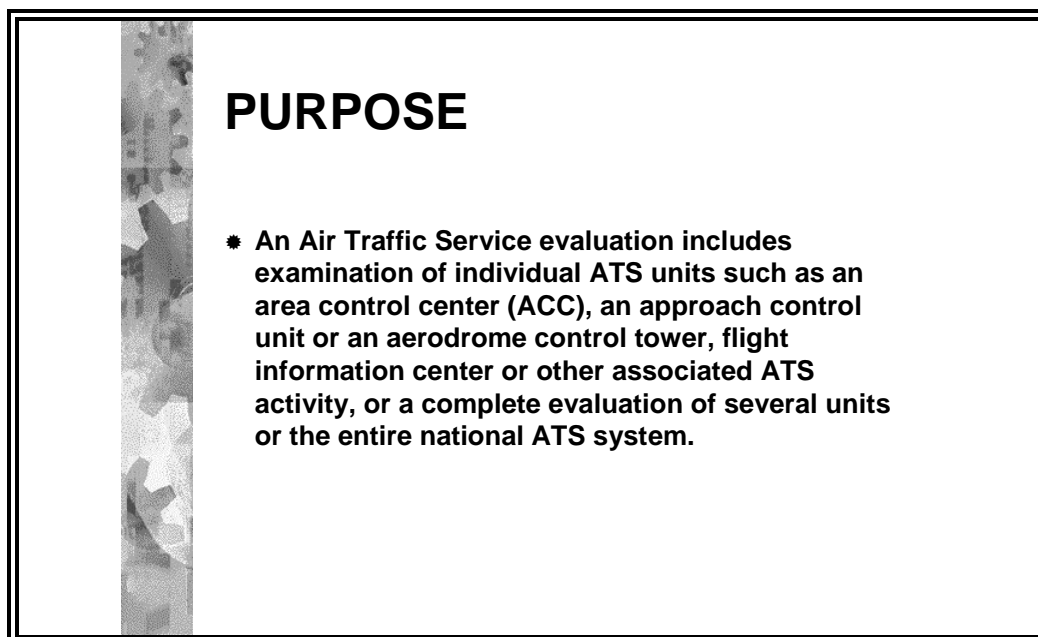 PURPOSE
An Air Traffic Service evaluation includes
examination of individual ATS units such as an
area control center (ACC), an approach control
unit or an aerodrome control tower, flight
information center or other associated ATS
activity, or a complete evaluation of several units
or the entire national ATS system.